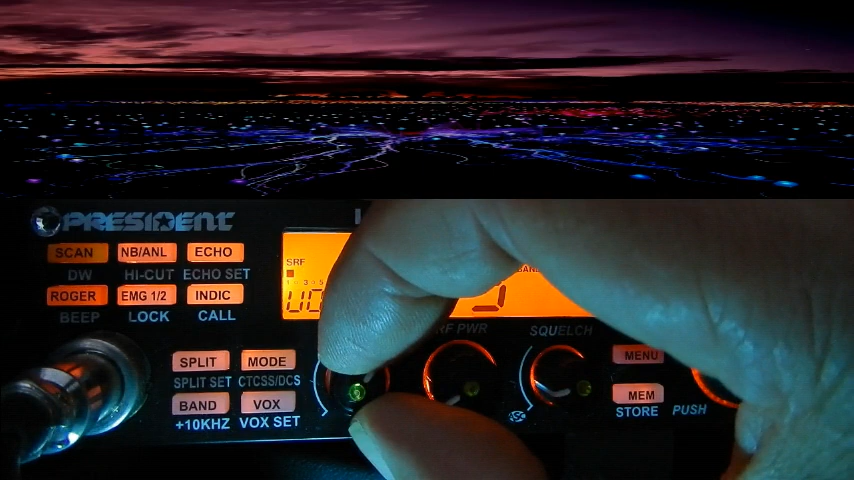 PRESIDENT
SCAN NB/ANL ECHO
DW HI-CUT ECHO SET
SRF
ROGER EMG 1/2 INDIC
BEEP LOCK CALL
RF PWR SQUELCH
SPLIT MODE MENU
SPLIT SET CTCSS/DCS
BAND VOX MEM
+10KHZ VOX SET STORE PUSH